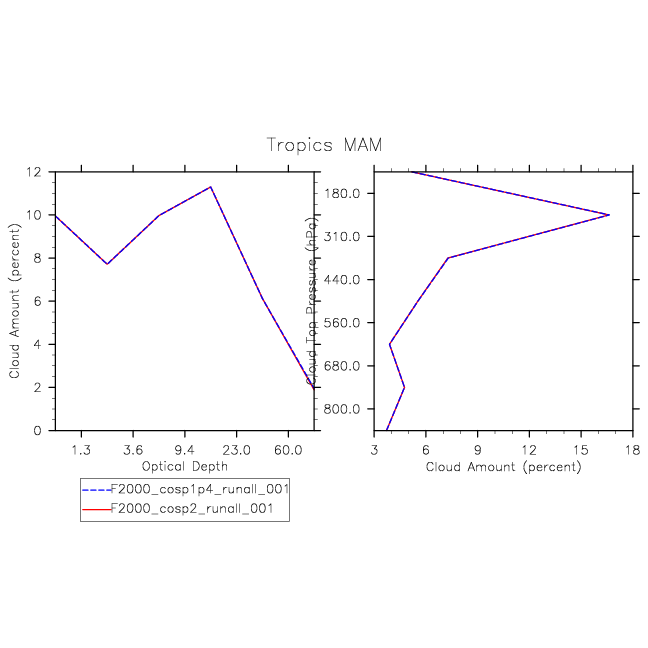 Tropics MAM
12
10
8
6
4
2
0
Cloud Amount (percent)
1.3 3.6 9.4 23.0 60.0
Optical Depth
Cloud Top Pressure (hPa)
180.0
310.0
440.0
560.0
680.0
800.0
3 6 9 12 15 18
Cloud Amount (percent)
F2000_cosp1p4_runall_001
F2000_cosp2_runall_001